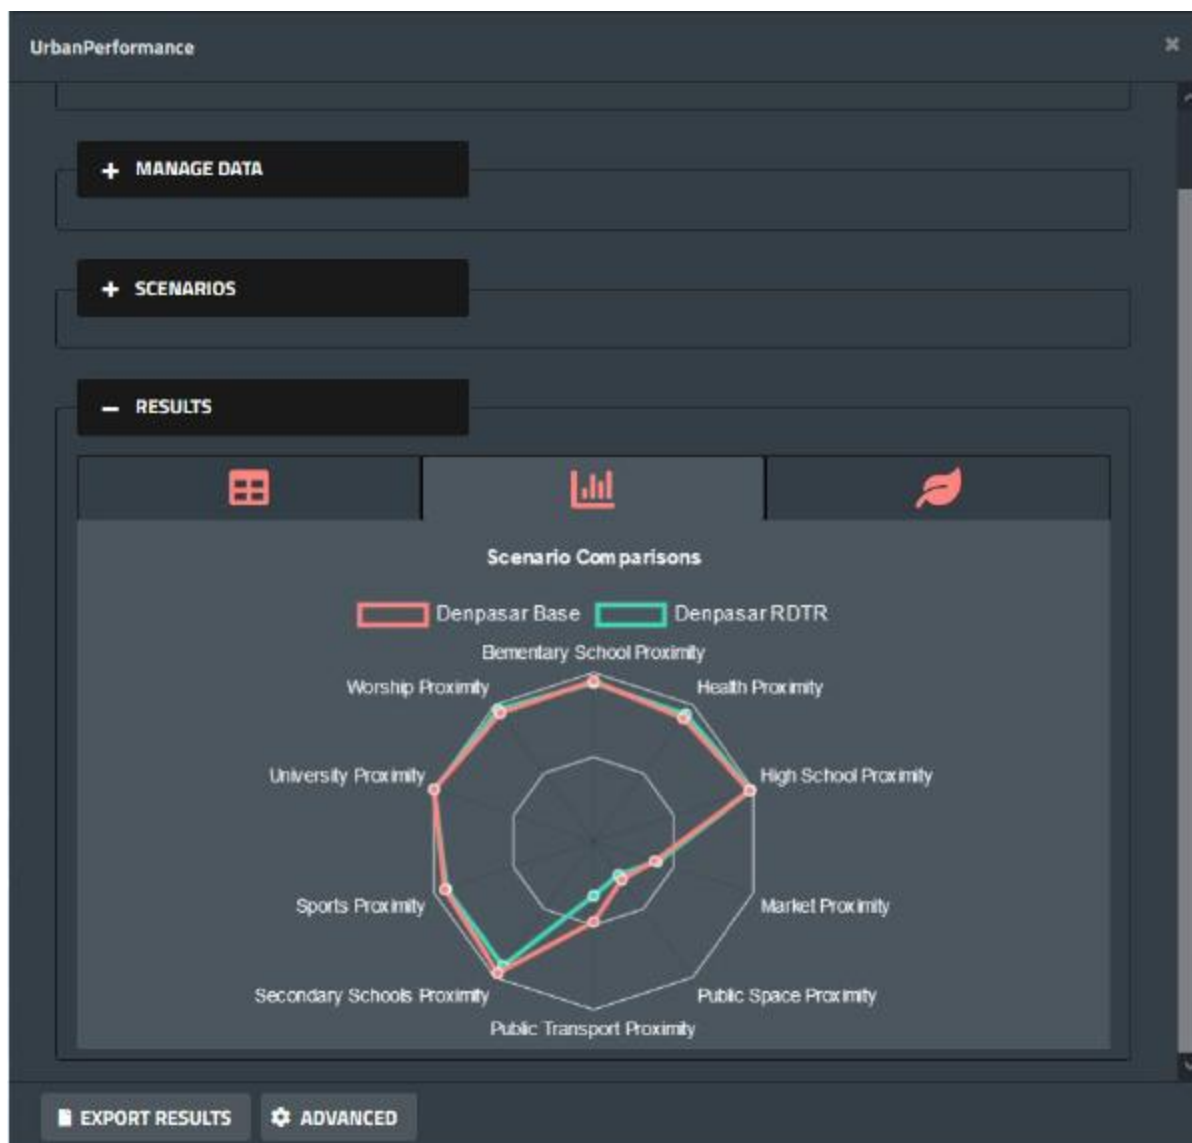 UrbanPerformance
MANAGE DATA
SCENARIOS
RESULTS
Scenario Comparisons
Denpasar Base Denpasar RDTR
Elementary School Proximity
Worship Proximity Health Proximity
University Proximity High School Proximity
Sports Proximity Market Proximity
Secondary Schools Proximity Public Space Proximity
Public Transport Proximity
EXPORT RESULTS ADVANCED